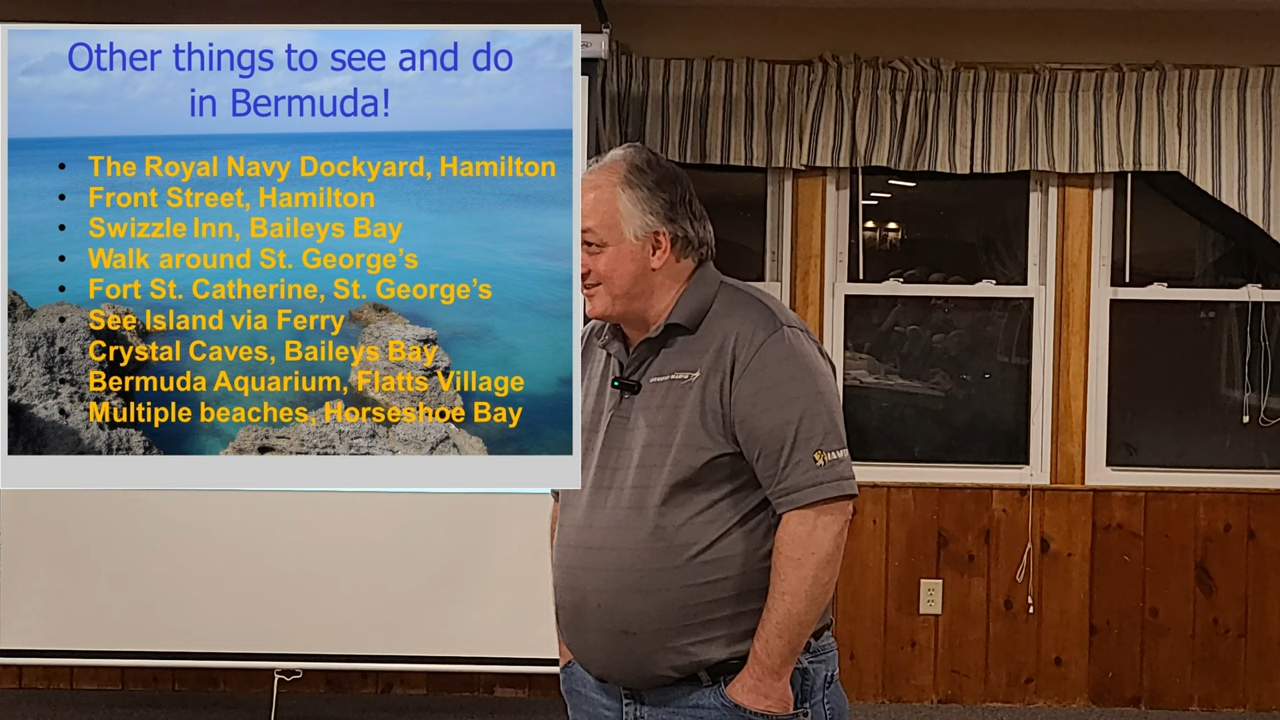 Other things to see and do
in Bermuda!
• The Royal Navy Dockyard, Hamilton
• Front Street, Hamilton
• Swizzle Inn, Baileys Bay
• Walk around St. George’s
• Fort St. Catherine, St. George’s
• See Island via Ferry
• Crystal Caves, Baileys Bay
• Bermuda Aquarium, Flatts Village
• Multiple beaches, Horseshoe Bay